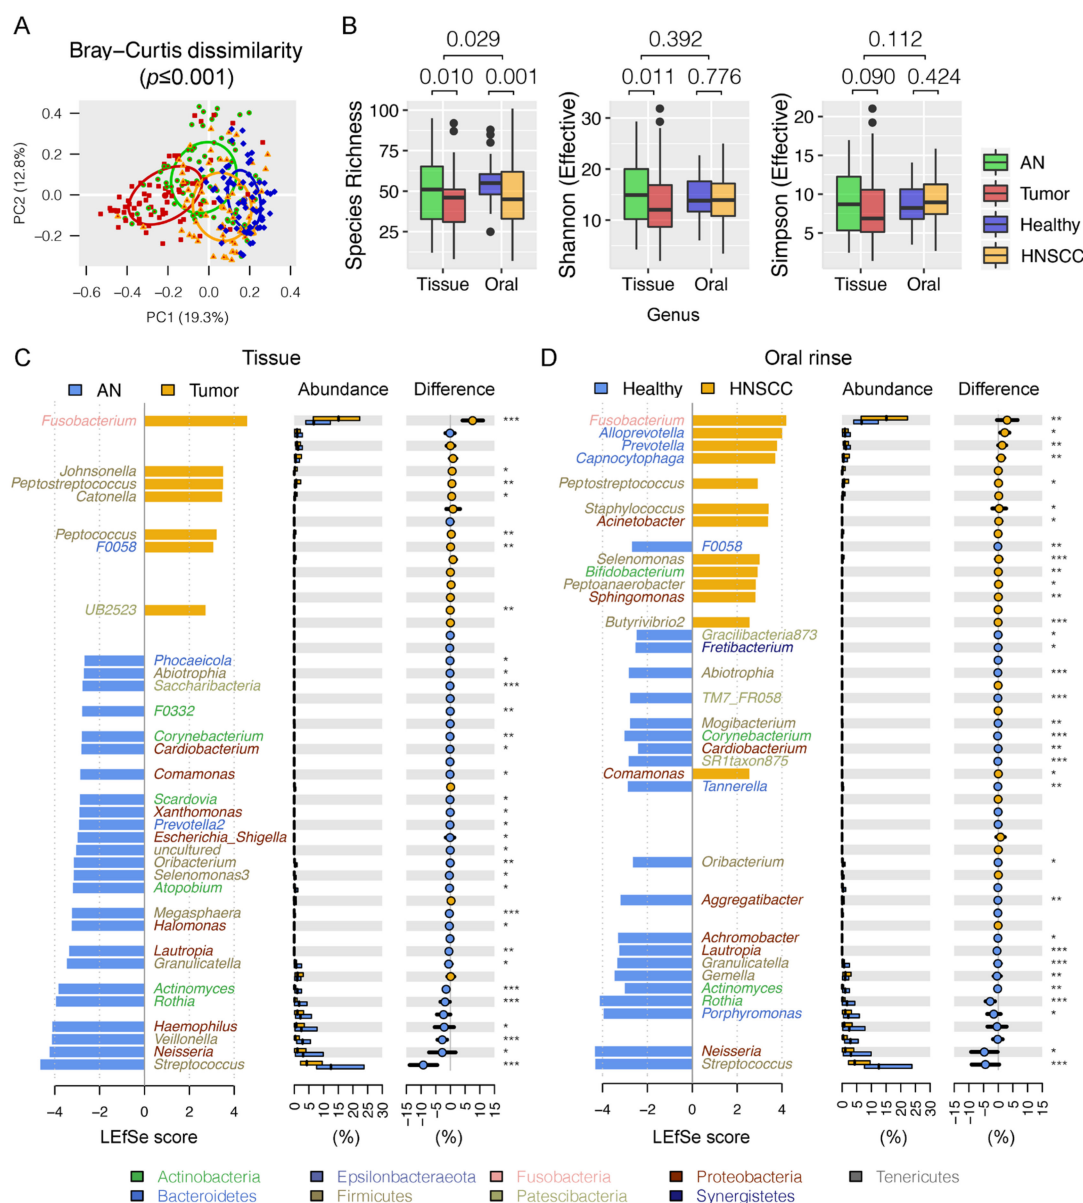 A
Bray–Curtis dissimilarity
(p≤0.001)
PC2 (12.8%)
0.4
0.2
0.0
−0.2
−0.6 −0.4 −0.2 0.0 0.2 0.4
PC1 (19.3%)
B
0.029
0.010 0.001
Species Richness
100
75
50
25
Tissue Oral
0.392
0.011 0.776
Shannon (Effective)
30
20
10
Tissue Oral
0.112
0.090 0.424
Simpson (Effective)
20
15
10
5
Tissue Oral
Genus
AN
Tumor
Healthy
HNSCC
C
Tissue
AN Tumor Abundance Difference
Fusobacterium ***
Johnsonella *
Peptostreptococcus **
Catonella *
Peptococcus **
F0058 **
UB2523 **
Phocaeicola *
Abiotrophia *
Saccharibacteria ***
F0332 **
Corynebacterium **
Cardiobacterium *
Comamonas *
Scardovia *
Xanthomonas *
Prevotella2 *
Escherichia_Shigella *
uncultured *
Oribacterium **
Selenomonas3 *
Atopobium *
Megasphaera ***
Halomonas *
Lautropia **
Granulicatella *
Actinomyces ***
Rothia ***
Haemophilus *
Veillonella ***
Neisseria *
Streptococcus ***
−4 −2 0 2 4
LEfSe score
0 5 10 15 20 25 30
(%)
−15 −10 −5 0 5 10 15
(%)
D
Oral rinse
Healthy HNSCC Abundance Difference
Fusobacterium **
Alloprevotella *
Prevotella **
Capnocytophaga **
Peptostreptococcus *
Staphylococcus *
Acinetobacter *
F0058 **
Selenomonas ***
Bifidobacterium **
Peptoanaerobacter *
Sphingomonas **
Butyrivibrio2 ***
Gracilibacteria873 *
Fretibacterium *
Abiotrophia ***
TM7_FR058 ***
Mogibacterium **
Corynebacterium ***
Cardiobacterium **
SR1taxon875 ***
Comamonas *
Tannerella **
Oribacterium *
Aggregatibacter **
Achromobacter *
Lautropia ***
Granulicatella ***
Gemella **
Actinomyces **
Rothia ***
Porphyromonas *
Neisseria *
Streptococcus ***
−4 −2 0 2 4
LEfSe score
0 5 10 15 20 25 30
(%)
−15 −10 −5 0 5 10 15
(%)
Actinobacteria Epsilonbacteraeota Fusobacteria Proteobacteria Tenericutes
Bacteroidetes Firmicutes Patescibacteria Synergistetes